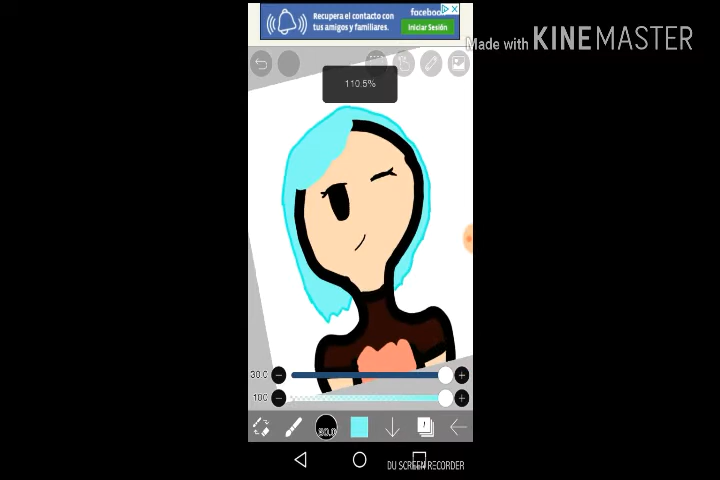 Recupera el contacto con
tus amigos y familiares.
facebook
Iniciar Sesión
Made with KINEMASTER
110.5%
30.0
100
30.0
1
DU SCREEN RECORDER